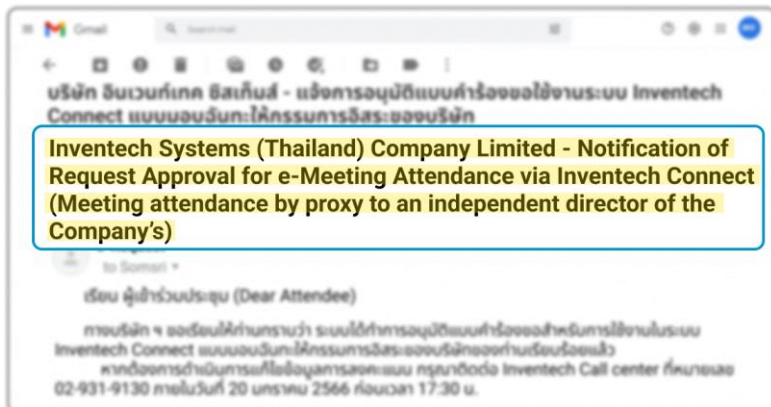 Gmail
บริษัท อินเวนท์เทค ซิสเท็มส์ - แจ้งการอนุมัติแบบคำร้องขอใช้งานระบบ Inventech
Connect แบบมอบฉันทะให้กรรมการอิสระของบริษัท
Inventech Systems (Thailand) Company Limited - Notification of
Request Approval for e-Meeting Attendance via Inventech Connect
(Meeting attendance by proxy to an independent director of the
Company's)
to Somsri
เรียน ผู้เข้าร่วมประชุม (Dear Attendee)
ทางบริษัท ฯ ขอเรียนให้ท่านทราบว่า ระบบได้ทำการอนุมัติแบบคำร้องขอสำหรับการใช้งานในระบบ
Inventech Connect แบบมอบฉันทะให้กรรมการอิสระของบริษัทของท่านเรียบร้อยแล้ว
หากต้องการดำเนินการแก้ไขข้อมูลการลงคะแนน กรุณาติดต่อ Inventech Call center ที่หมายเลข
02-931-9130 ภายในวันที่ 20 มกราคม 2566 ก่อนเวลา 17:30 น.